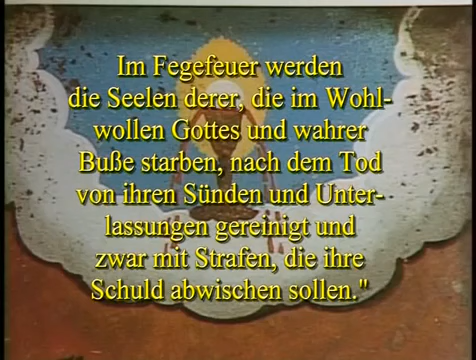 Im Fegefeuer werden
die Seelen derer, die im Wohl-
wollen Gottes und wahrer
Buße starben, nach dem Tod
von ihren Sünden und Unter-
lassungen gereinigt und
zwar mit Strafen, die ihre
Schuld abwischen sollen."